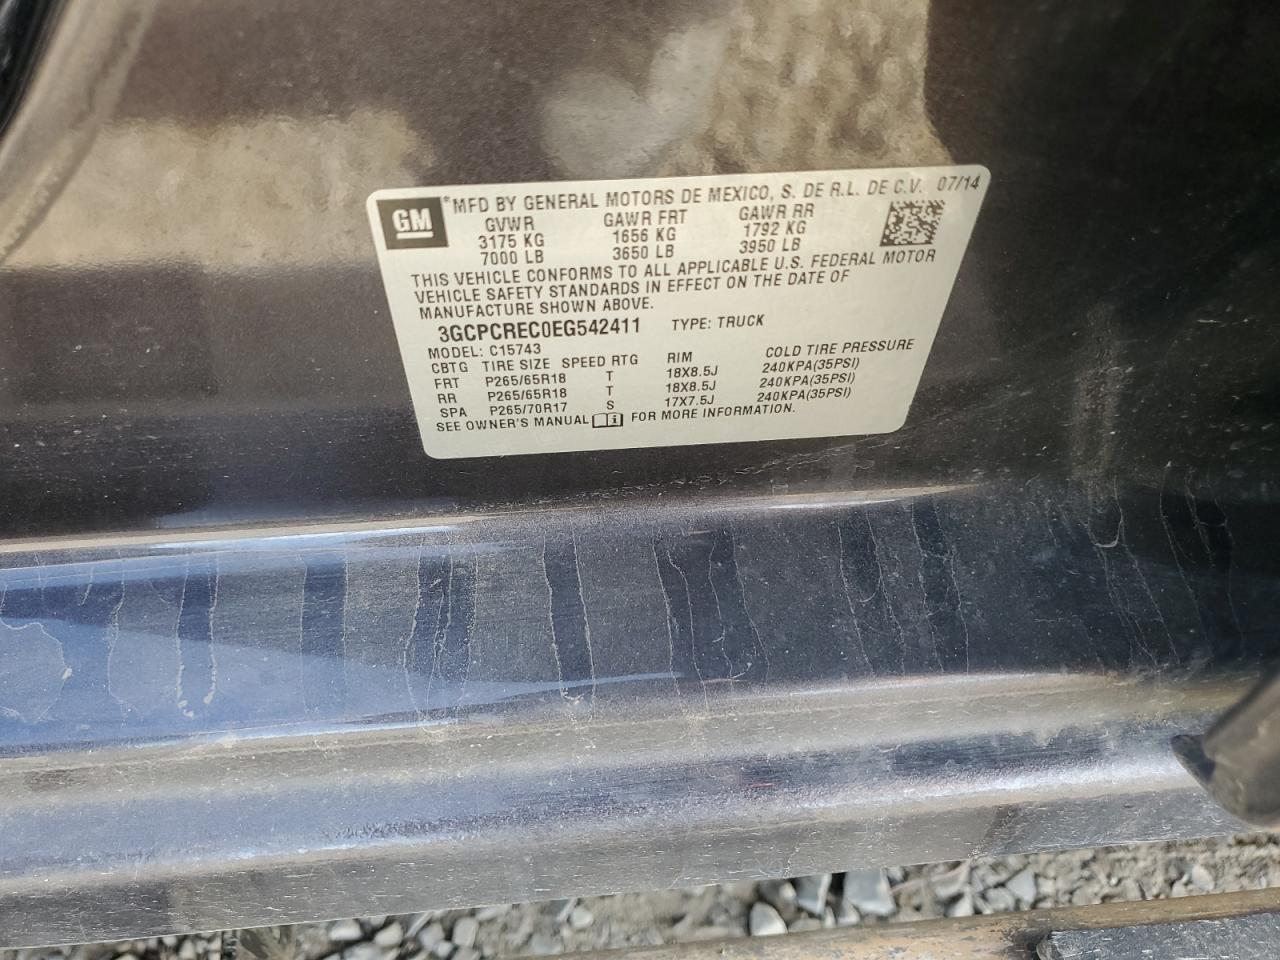 GM
®MFD BY GENERAL MOTORS DE MEXICO, S. DE R.L. DE C.V. 07/14
GVWR GAWR FRT GAWR RR
3175 KG 1656 KG 1792 KG
7000 LB 3650 LB 3950 LB
THIS VEHICLE CONFORMS TO ALL APPLICABLE U.S. FEDERAL MOTOR
VEHICLE SAFETY STANDARDS IN EFFECT ON THE DATE OF
MANUFACTURE SHOWN ABOVE.
3GCPCREC0EG542411 TYPE: TRUCK
MODEL: C15743
CBTG TIRE SIZE SPEED RTG RIM COLD TIRE PRESSURE
FRT P265/65R18 T 18X8.5J 240KPA(35PSI)
RR P265/65R18 T 18X8.5J 240KPA(35PSI)
SPA P265/70R17 S 17X7.5J 240KPA(35PSI)
SEE OWNER'S MANUAL FOR MORE INFORMATION.